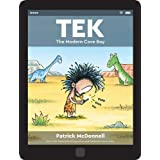 TEK
The Modern Cave Boy
Patrick McDonnell